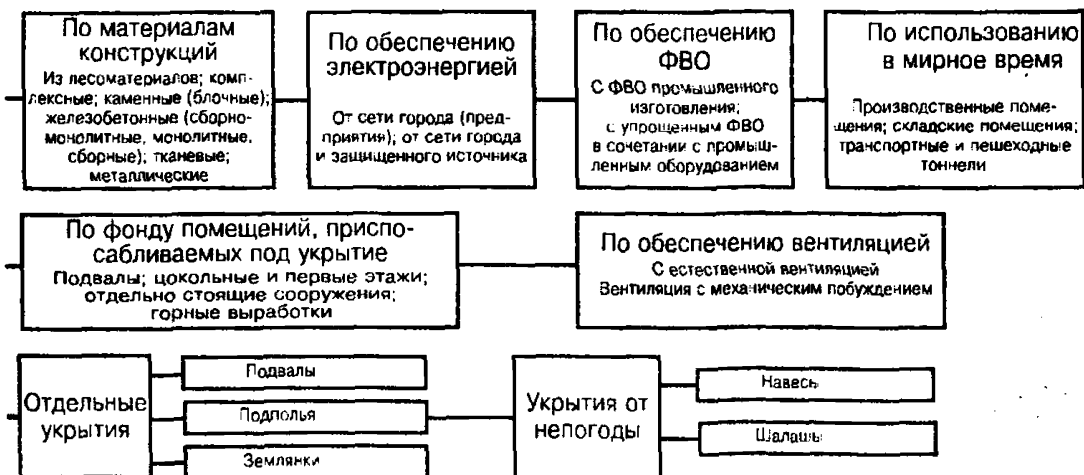 По материалам
конструкций
Из лесоматериалов; комп-
лексные; каменные (блочные);
железобетонные (сборно-
монолитные, монолитные,
сборные); тканевые;
металлические
По обеспечению
электроэнергией
От сети города (пред-
приятия); от сети города
и защищенного источника
По обеспечению
ФВО
С ФВО промышленного
изготовления;
с упрощенным ФВО
в сочетании с промыш-
ленным оборудованием
По использованию
в мирное время
Производственные поме-
щения; складские помещения;
транспортные и пешеходные
тоннели
По фонду помещений, приспо-
сабливаемых под укрытие
Подвалы; цокольные и первые этажи;
отдельно стоящие сооружения;
горные выработки
По обеспечению вентиляцией
С естественной вентиляцией
Вентиляция с механическим побуждением
Отдельные
укрытия
Подвалы
Подполья
Землянки
Укрытия от
непогоды
Навесы
Шалаши